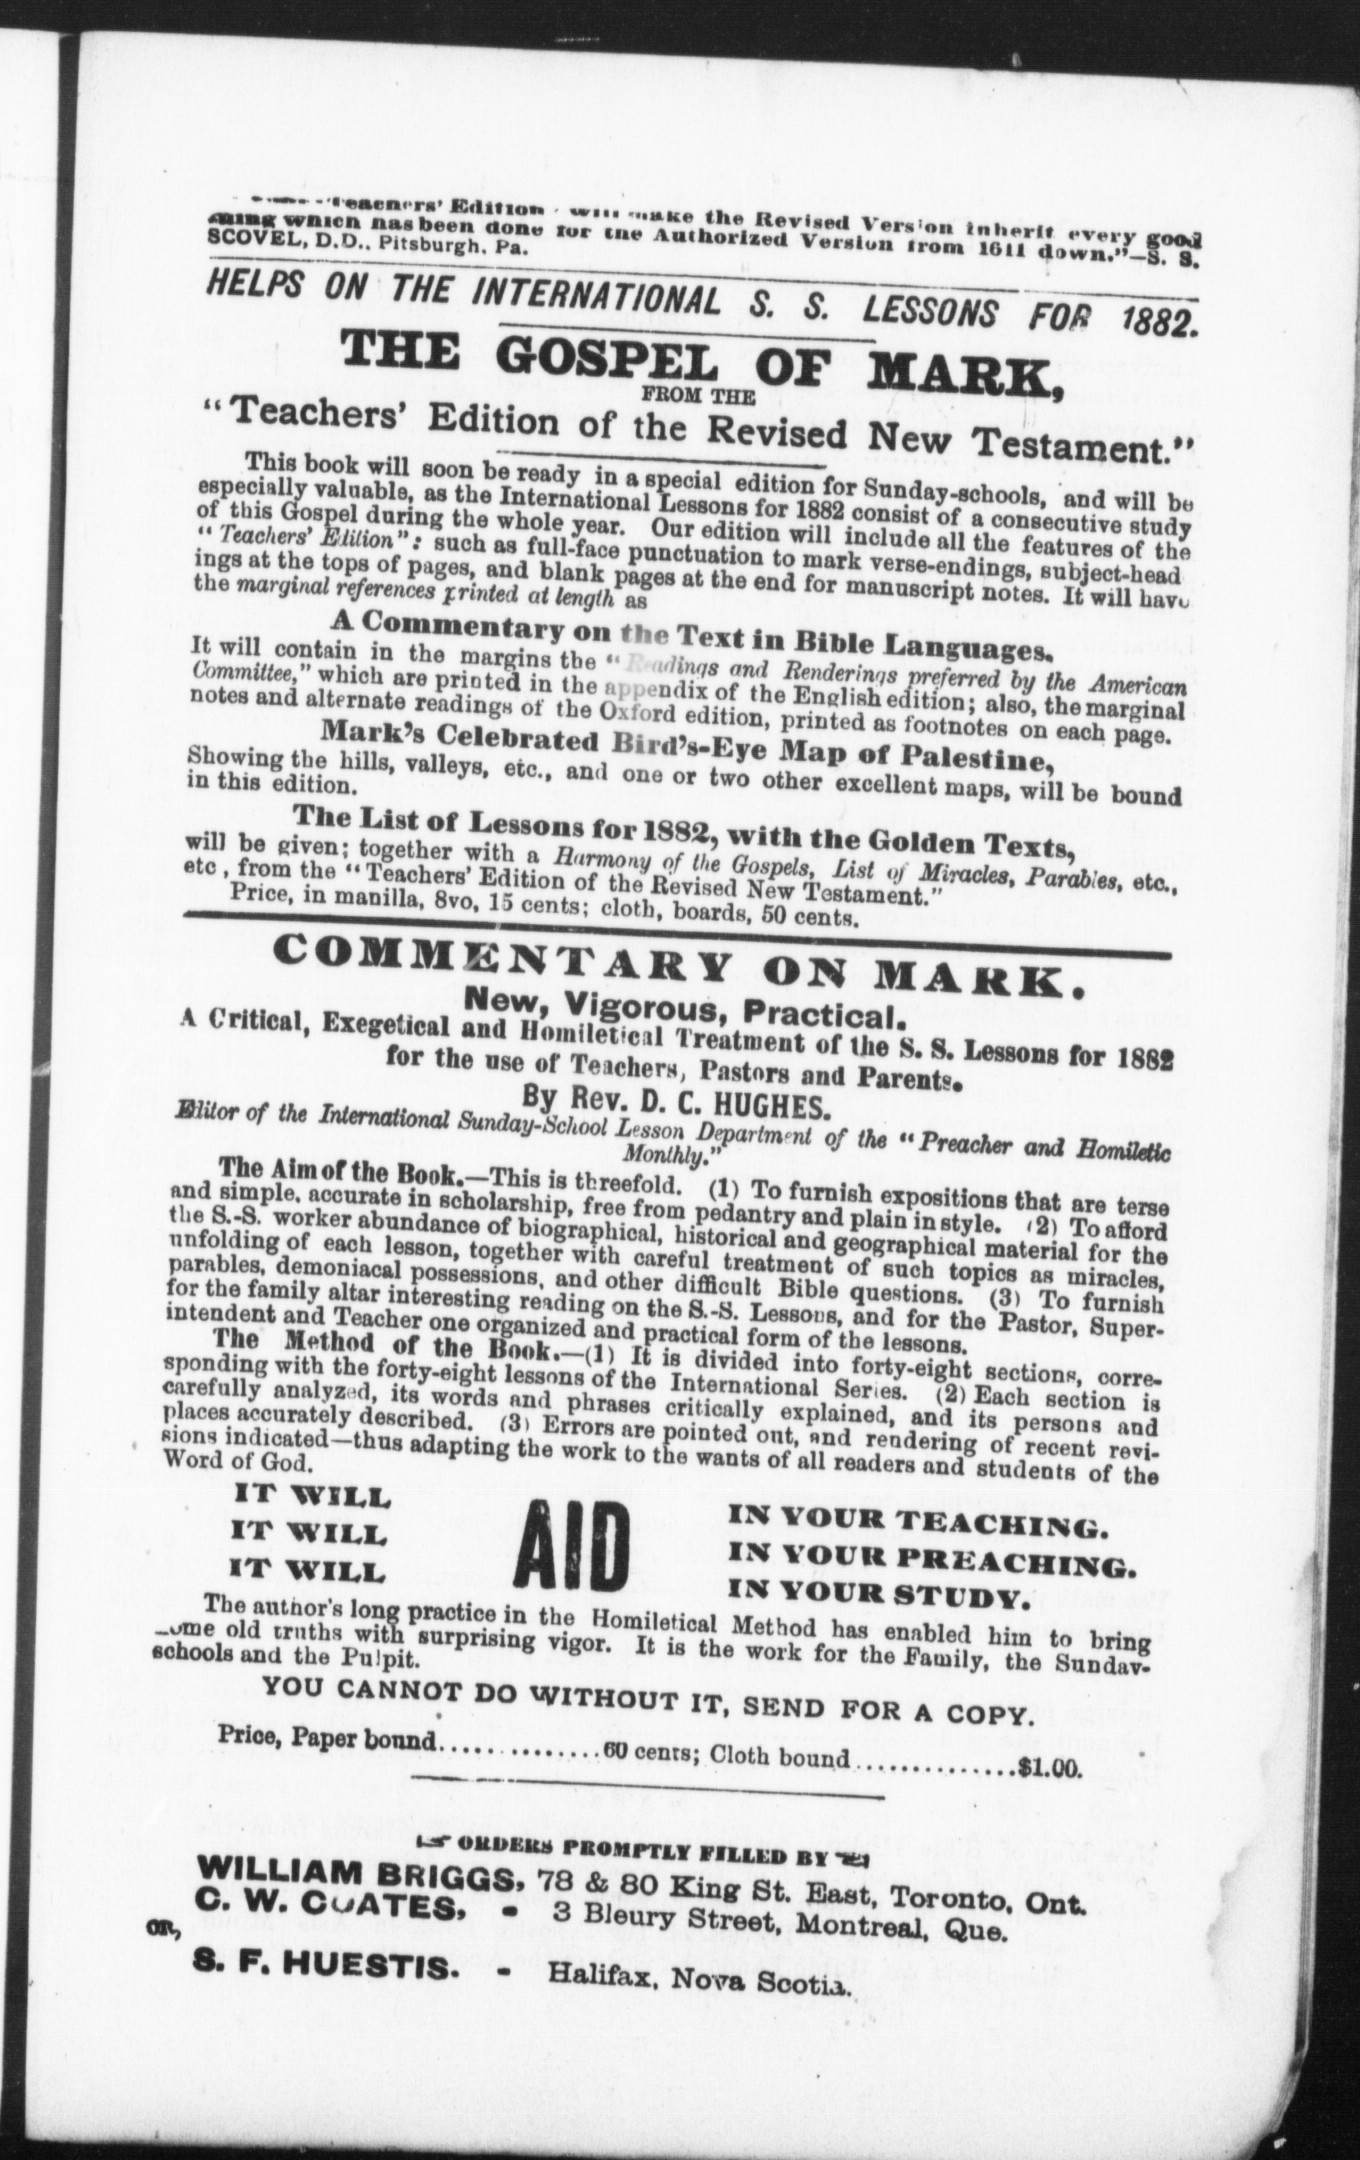 Teachers' Edition will make the Revised Version inherit every good
thing which has been done for the Authorized Version from 1611 down."—S. S.
SCOVEL, D.D.. Pitsburgh. Pa.
HELPS ON THE INTERNATIONAL S. S. LESSONS FOR 1882.
THE GOSPEL OF MARK,
FROM THE
"Teachers' Edition of the Revised New Testament."
This book will soon be ready in a special edition for Sunday-schools, and will be
especially valuable, as the International Lessons for 1882 consist of a consecutive study
of this Gospel during the whole year. Our edition will include all the features of the
"Teachers' Edition": such as full-face punctuation to mark verse-endings, subject-head
ings at the tops of pages, and blank pages at the end for manuscript notes. It will have
the marginal references printed at length as
A Commentary on the Text in Bible Languages.
It will contain in the margins the "Readings and Renderings preferred by the American
Committee," which are printed in the appendix of the English edition; also, the marginal
notes and alternate readings of the Oxford edition, printed as footnotes on each page.
Mark's Celebrated Bird's-Eye Map of Palestine,
Showing the hills, valleys, etc., and one or two other excellent maps, will be bound
in this edition.
The List of Lessons for 1882, with the Golden Texts,
will be given; together with a Harmony of the Gospels, List of Miracles, Parables, etc.,
etc , from the "Teachers' Edition of the Revised New Testament."
Price, in manilla, 8vo, 15 cents; cloth, boards, 50 cents.
COMMENTARY ON MARK.
New, Vigorous, Practical.
A Critical, Exegetical and Homiletical Treatment of the S. S. Lessons for 1882
for the use of Teachers, Pastors and Parents.
By Rev. D. C. HUGHES.
Editor of the International Sunday-School Lesson Department of the "Preacher and Homiletic
Monthly."
The Aim of the Book.—This is threefold. (1) To furnish expositions that are terse
and simple, accurate in scholarship, free from pedantry and plain in style. (2) To afford
the S.-S. worker abundance of biographical, historical and geographical material for the
unfolding of each lesson, together with careful treatment of such topics as miracles,
parables, demoniacal possessions, and other difficult Bible questions. (3) To furnish
for the family altar interesting reading on the S.-S. Lessons, and for the Pastor, Super-
intendent and Teacher one organized and practical form of the lessons.
The Method of the Book.—(1) It is divided into forty-eight sections, corre-
sponding with the forty-eight lessons of the International Series. (2) Each section is
carefully analyzed, its words and phrases critically explained, and its persons and
places accurately described. (3) Errors are pointed out, and rendering of recent revi-
sions indicated—thus adapting the work to the wants of all readers and students of the
Word of God.
IT WILL
IT WILL
IT WILL
AID
IN YOUR TEACHING.
IN YOUR PREACHING.
IN YOUR STUDY.
The author's long practice in the Homiletical Method has enabled him to bring
some old truths with surprising vigor. It is the work for the Family, the Sunday-
schools and the Pulpit.
YOU CANNOT DO WITHOUT IT, SEND FOR A COPY.
Price, Paper bound.................60 cents; Cloth bound...............$1.00.
ORDERS PROMPTLY FILLED BY
WILLIAM BRIGGS, 78 & 80 King St. East, Toronto, Ont.
C. W. COATES, - 3 Bleury Street, Montreal, Que.
OR,
S. F. HUESTIS. - Halifax, Nova Scotia.